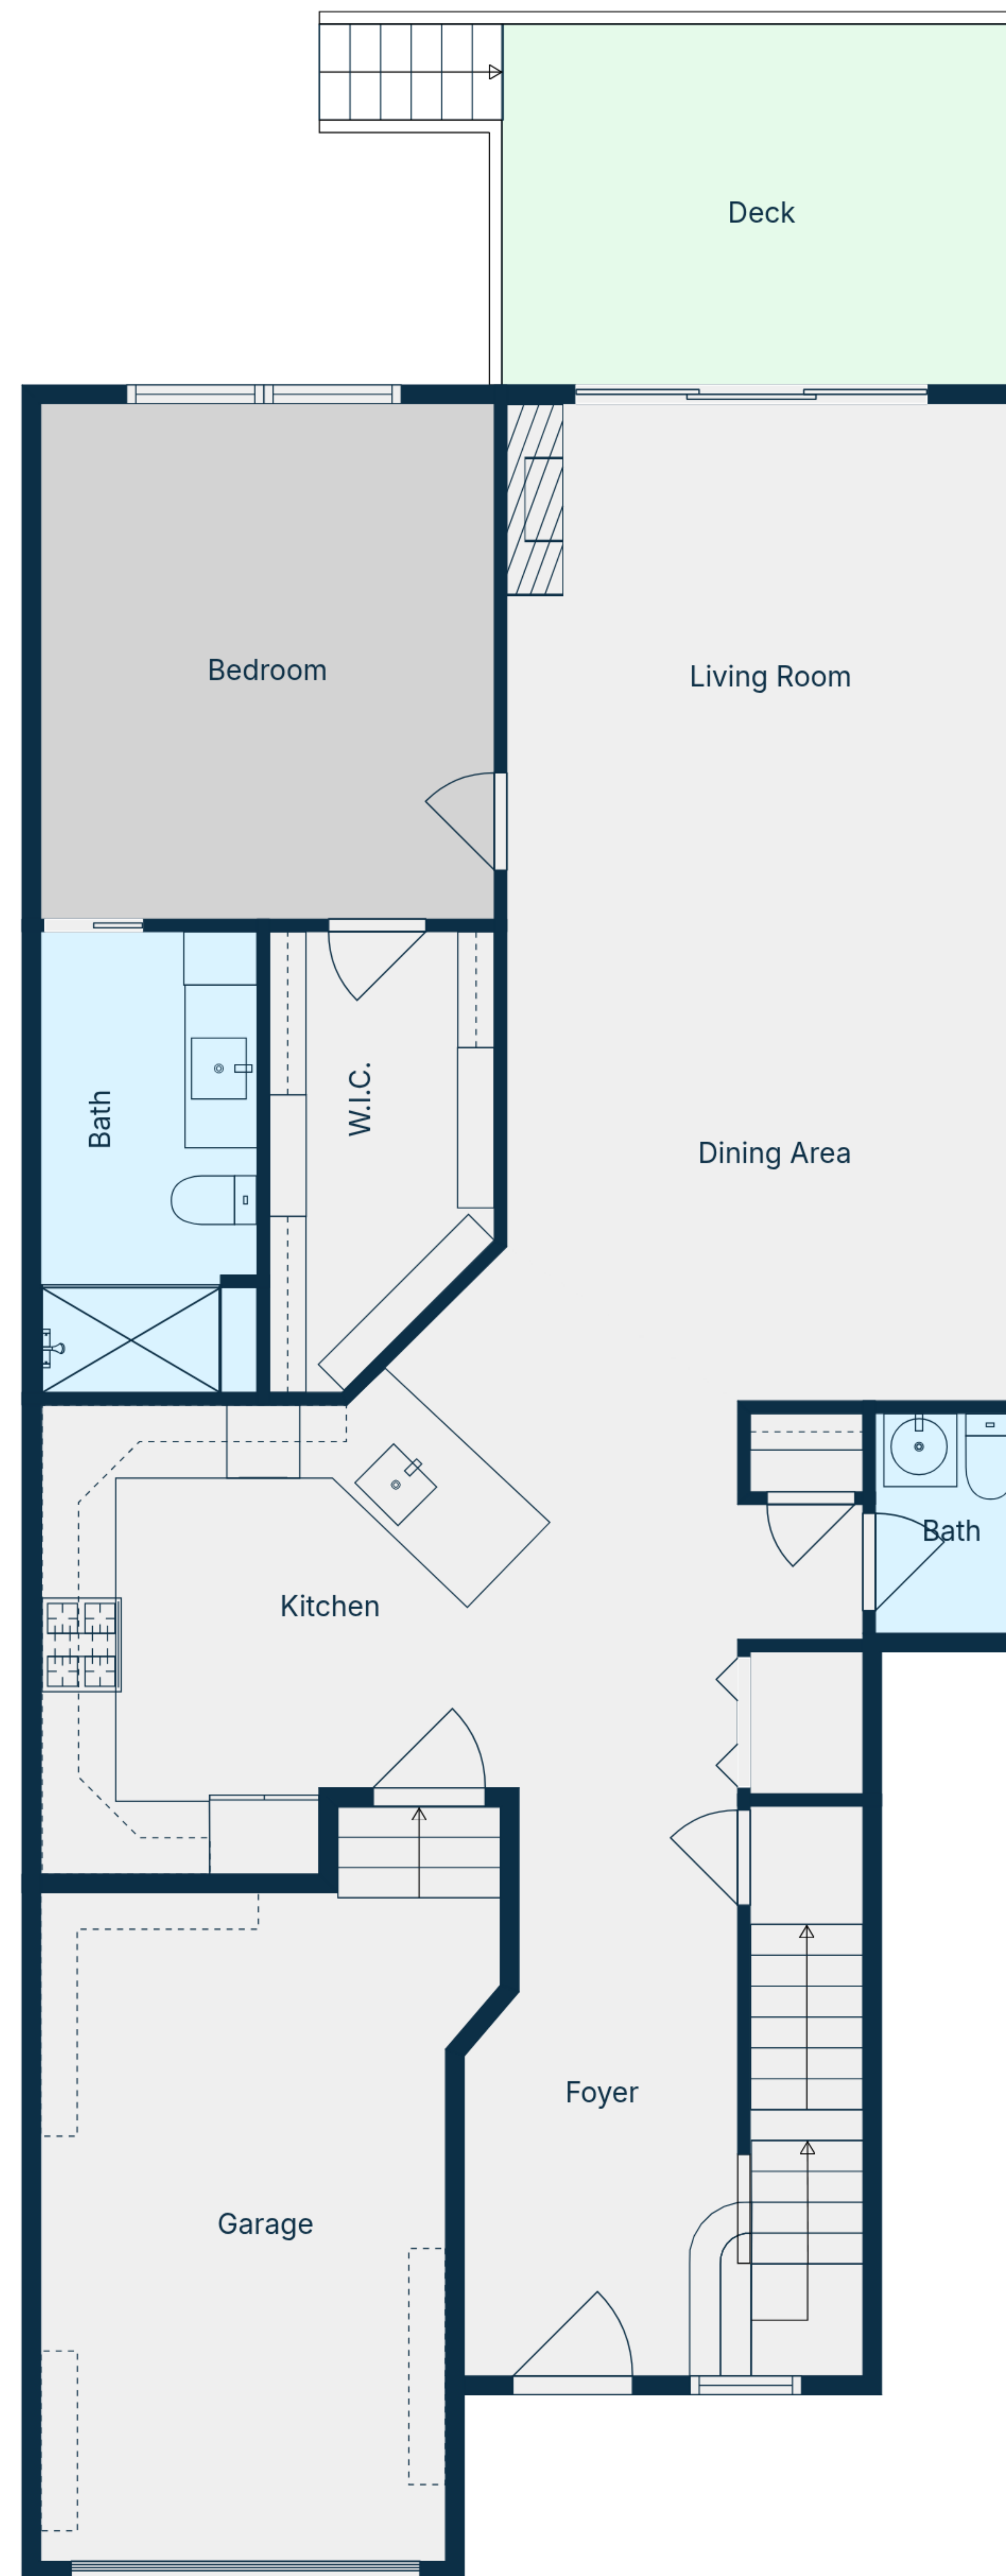 Deck
Bedroom
Living Room
Bath
W.I.C.
Dining Area
Bath
Kitchen
Foyer
Garage